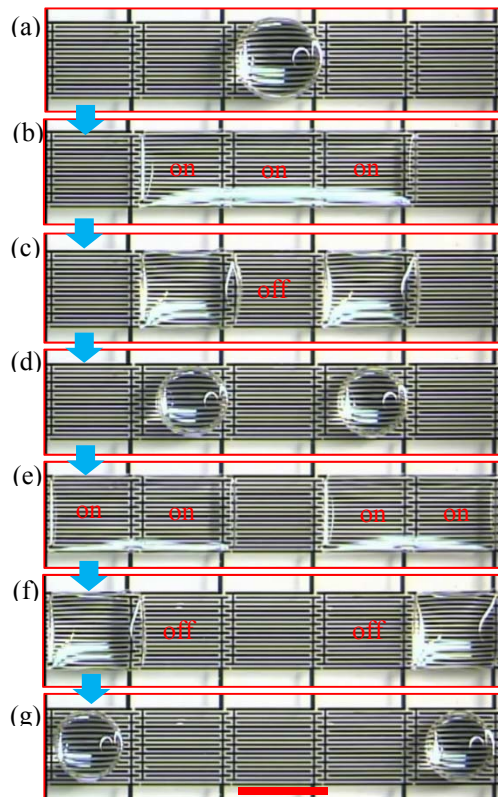 (a)
(b)
on on on
(c)
off
(d)
(e)
on on on on
(f)
off off
(g)